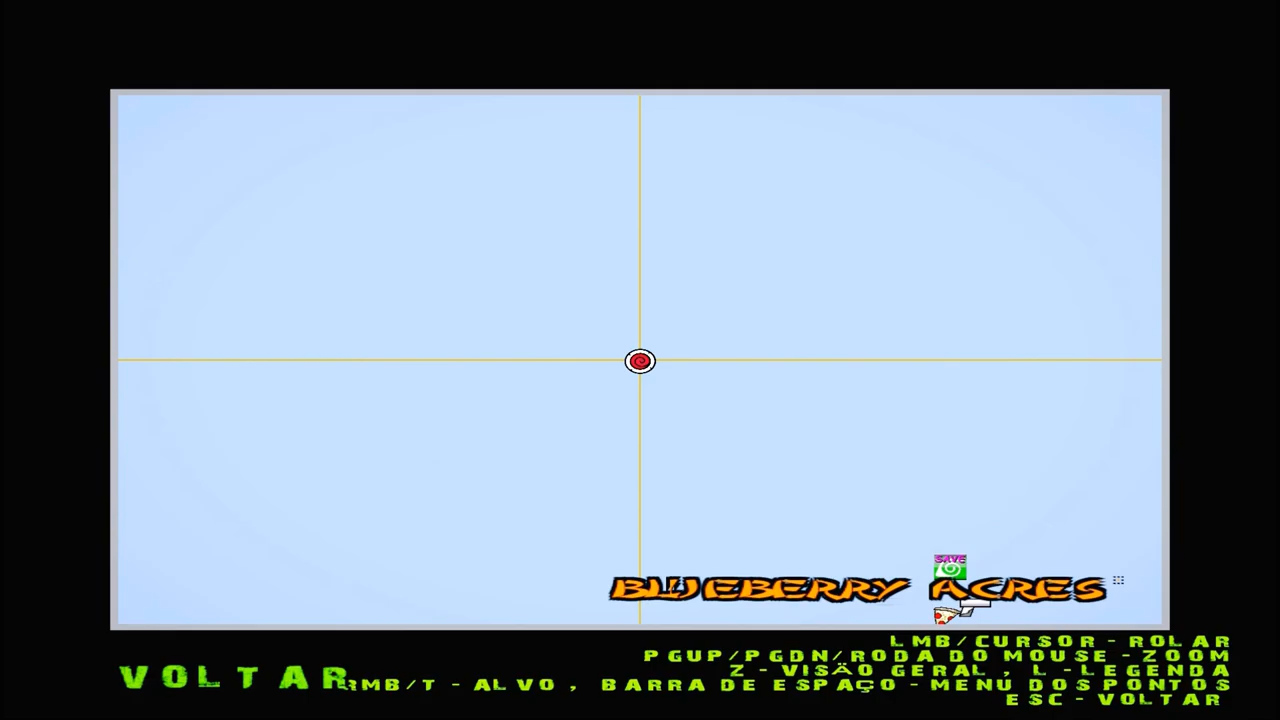 SAVE
BLUEBERRY ACRES
LMB/CURSOR - ROLAR
PGUP/PGDN/RODA DO MOUSE - ZOOM
Z - VISÃO GERAL , L - LEGENDA
RMB/T - ALVO , BARRA DE ESPAÇO - MENU DOS PONTOS
ESC - VOLTAR
VOLTAR